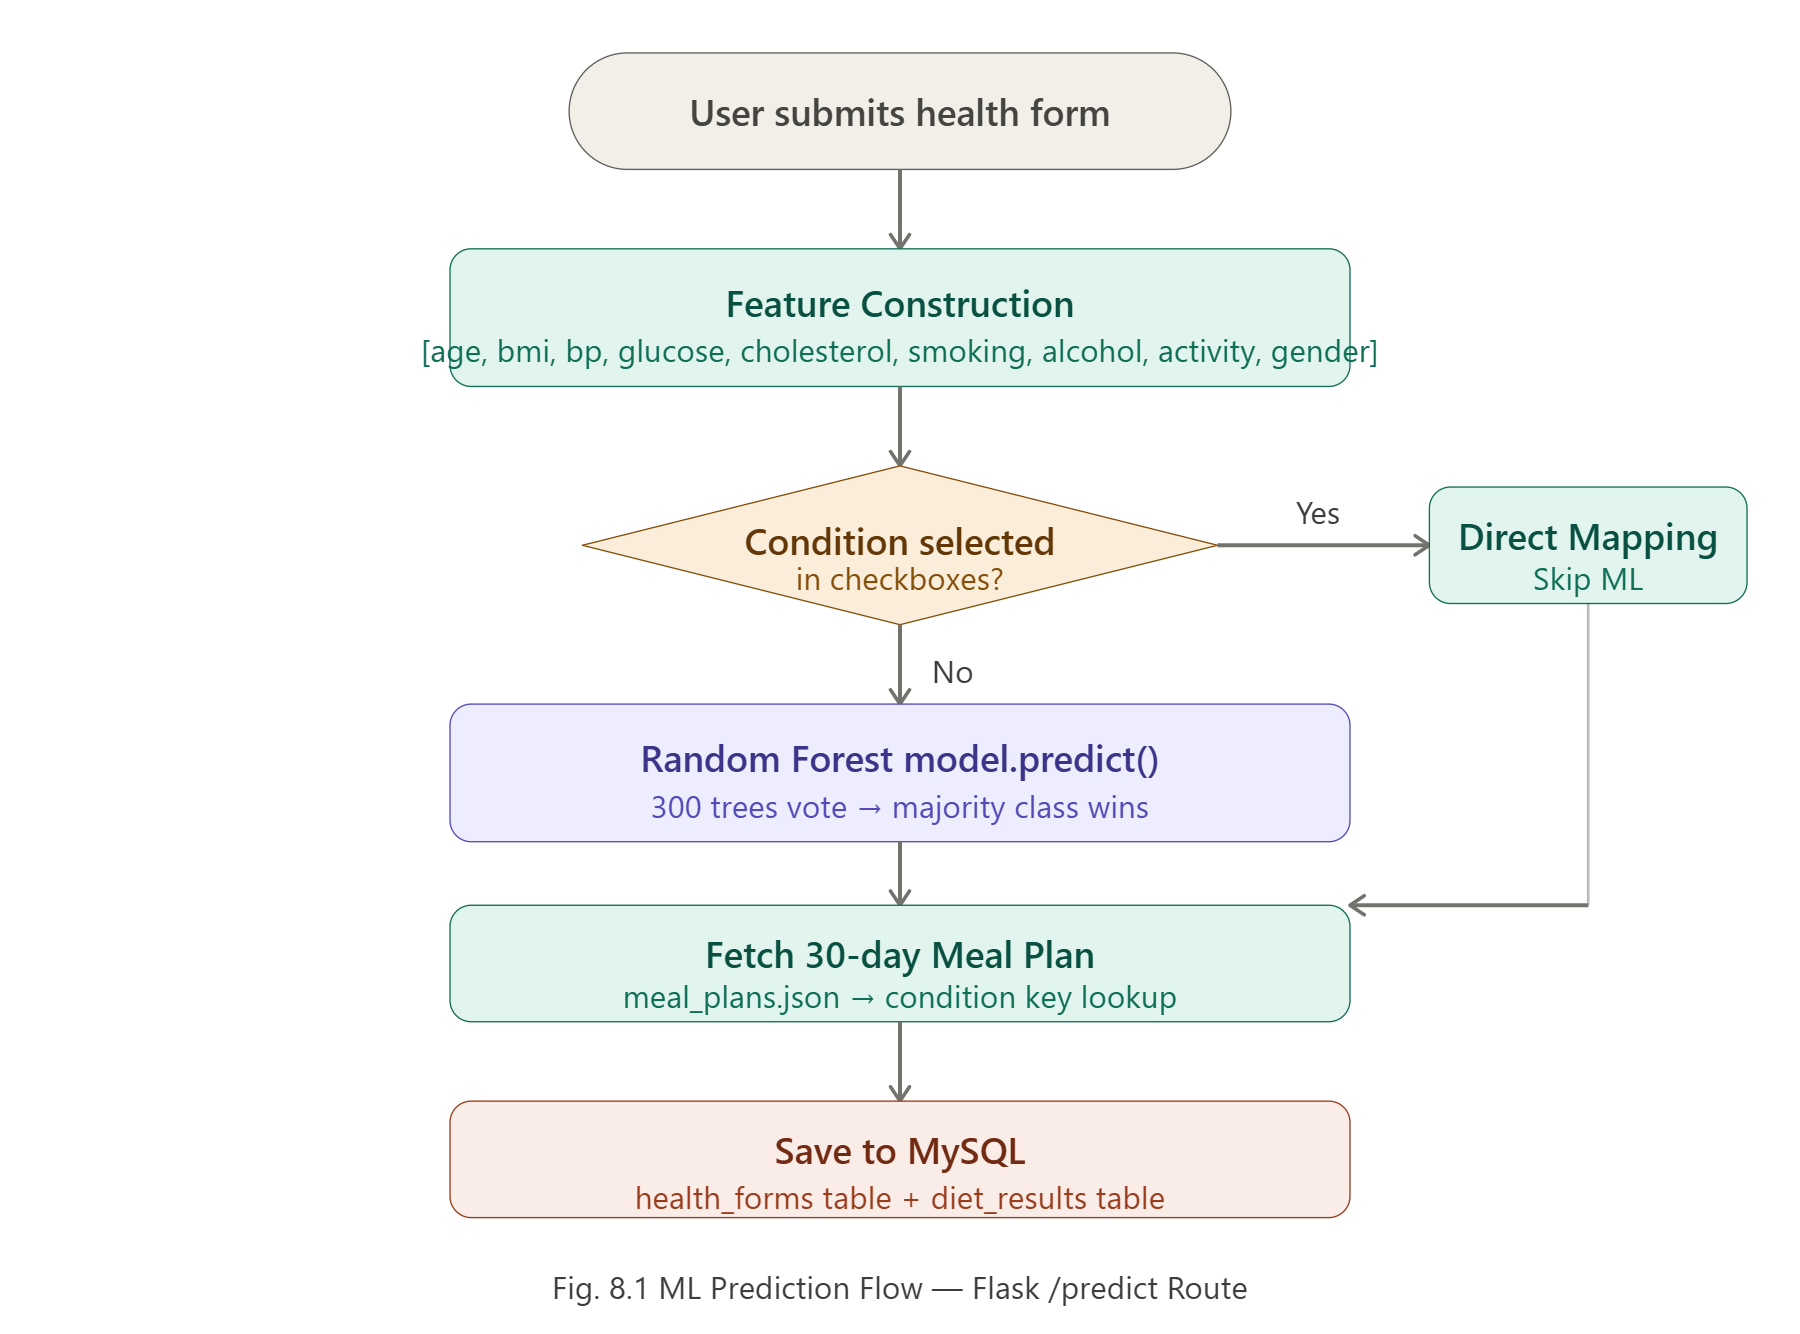 User submits health form
Feature Construction
[age, bmi, bp, glucose, cholesterol, smoking, alcohol, activity, gender]
Condition selected
in checkboxes?
Yes
Direct Mapping
Skip ML
No
Random Forest model.predict()
300 trees vote → majority class wins
Fetch 30-day Meal Plan
meal_plans.json → condition key lookup
Save to MySQL
health_forms table + diet_results table
Fig. 8.1 ML Prediction Flow — Flask /predict Route